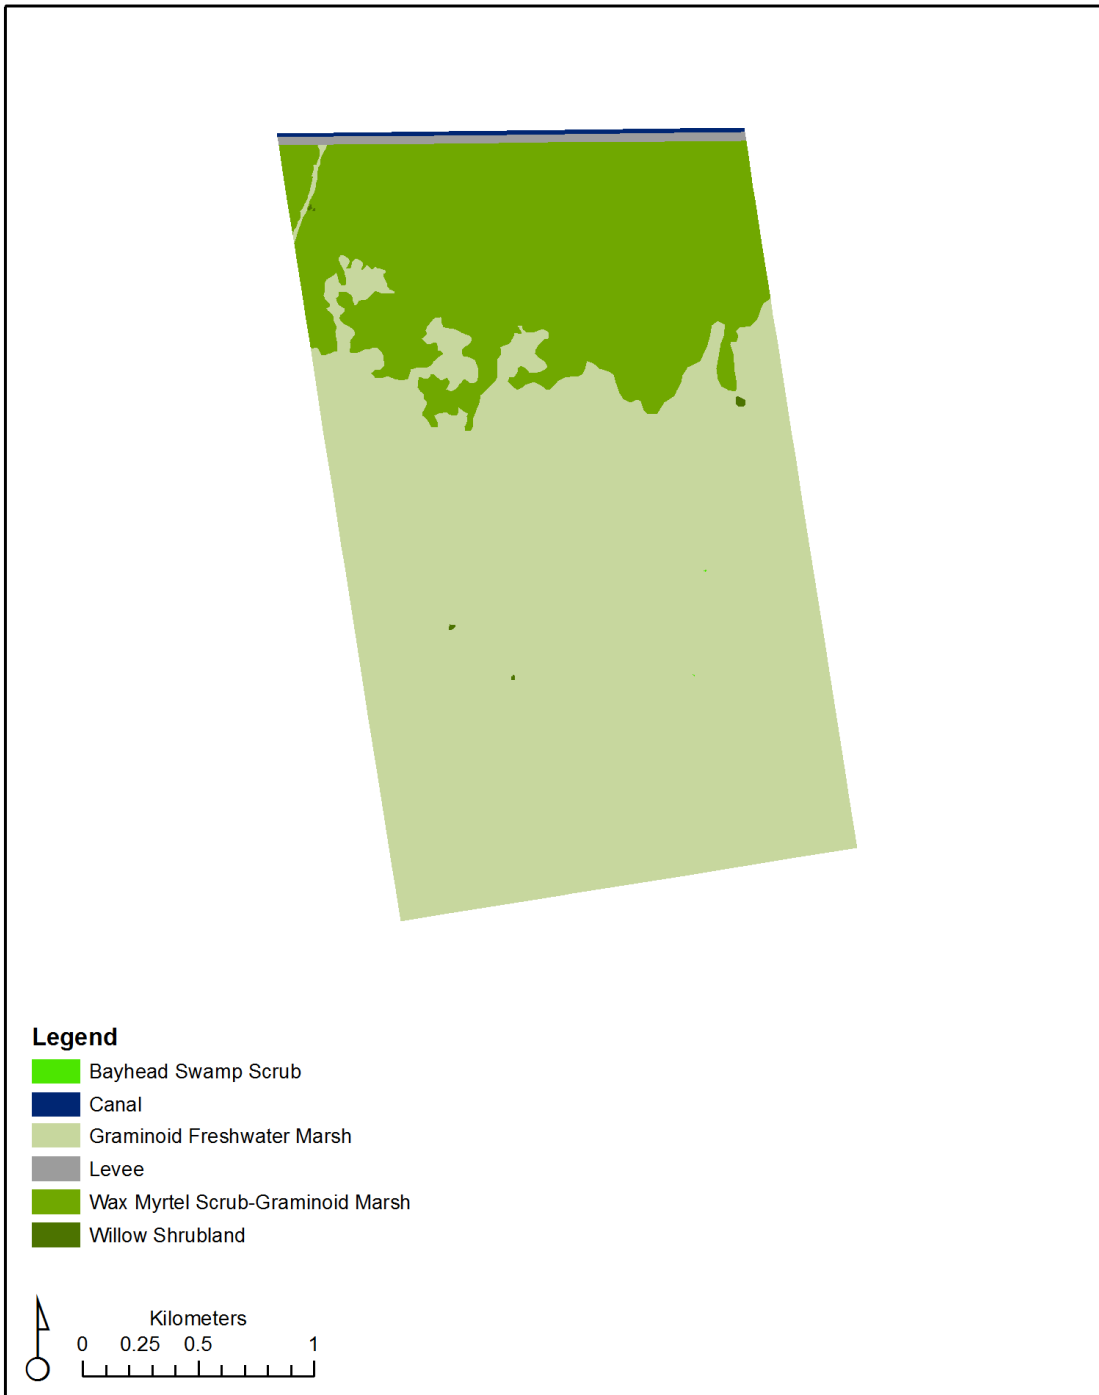 Legend
Bayhead Swamp Scrub
Canal
Graminoid Freshwater Marsh
Levee
Wax Myrtel Scrub-Graminoid Marsh
Willow Shrubland
Kilometers
0 0.25 0.5 1